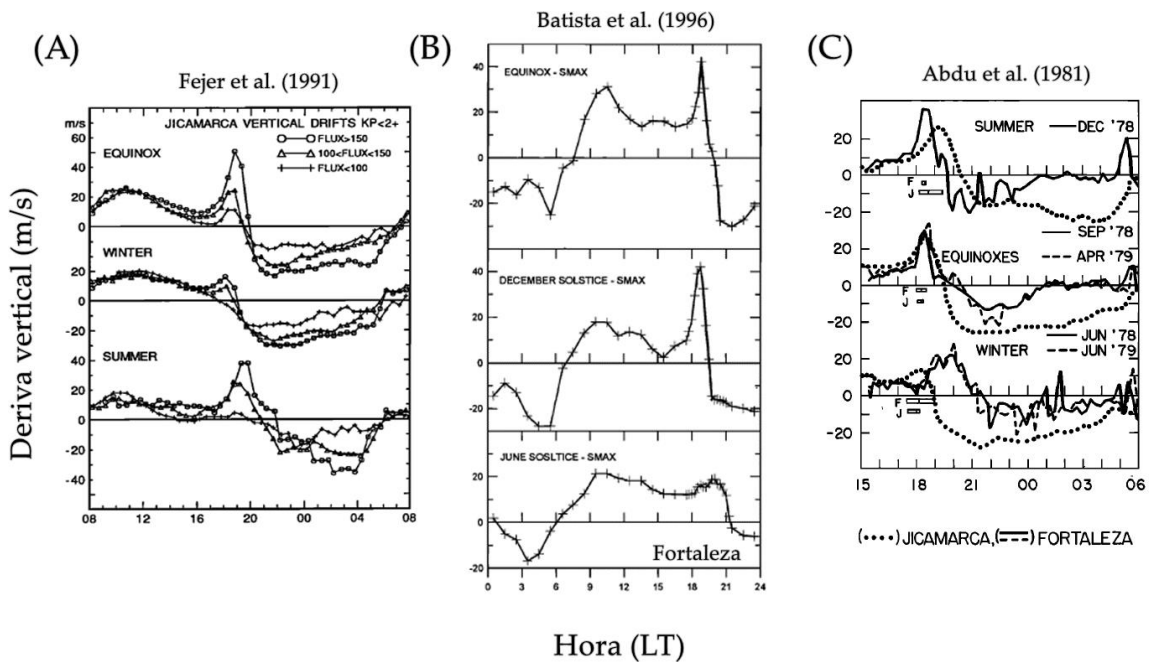 Batista et al. (1996)
(A)
(B)
(C)
Fejer et al. (1991)
Abdu et al. (1981)
Deriva vertical (m/s)
m/s
JICAMARCA VERTICAL DRIFTS KP<2+
FLUX>150
100<FLUX<150
FLUX<100
EQUINOX
60
40
20
0
WINTER
20
0
-20
SUMMER
40
20
0
-20
-40
08 12 16 20 00 04 08
40
EQUINOX - SMAX
20
0
-20
40
DECEMBER SOLSTICE - SMAX
20
0
-20
40
JUNE SOSLTICE - SMAX
20
0
Fortaleza
-20
0 3 6 9 12 15 18 21 24
SUMMER
DEC '78
20
0
F
J
-20
SEP '78
20
EQUINOXES
APR '79
0
F
J
-20
JUN '78
20
WINTER
JUN '79
0
F
J
-20
15 18 21 00 03 06
(••••) JICAMARCA, (=) FORTALEZA
Hora (LT)